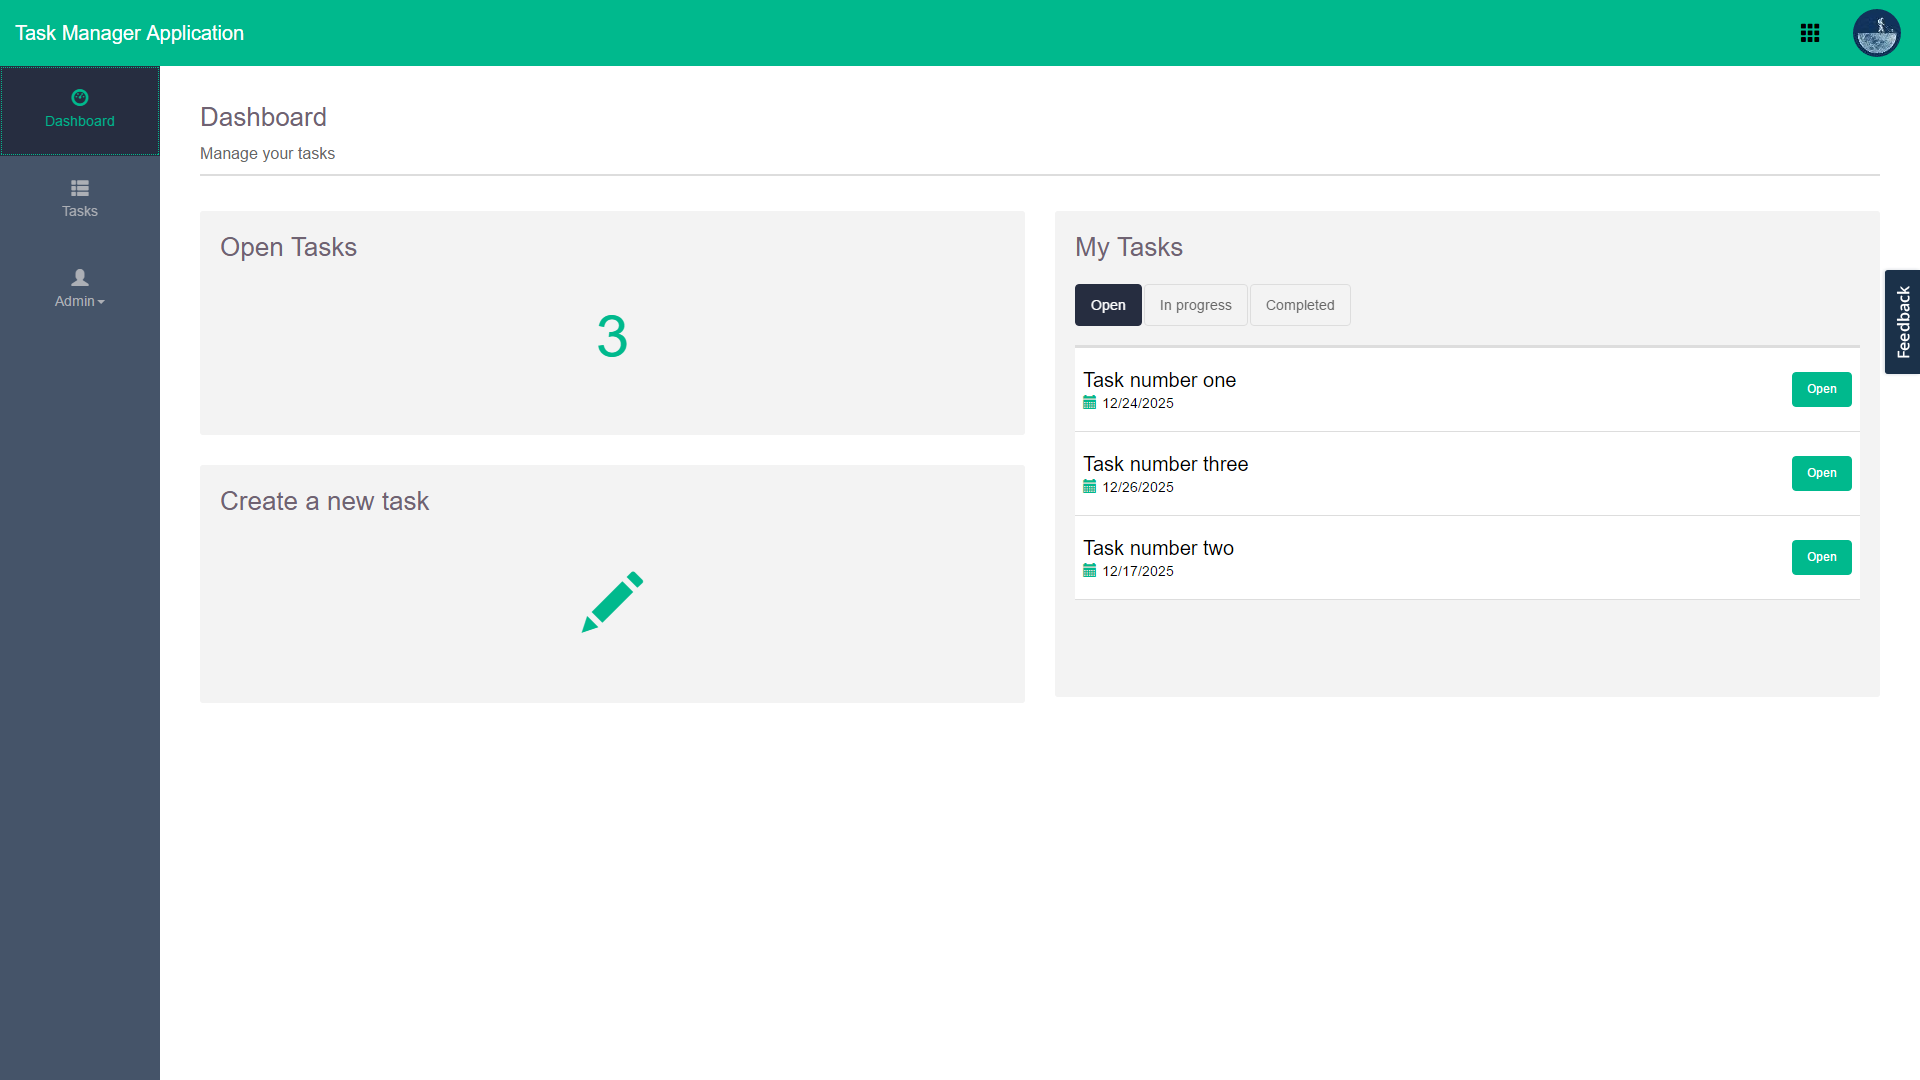 Task Manager Application
Dashboard
Tasks
Admin
Dashboard
Manage your tasks
Open Tasks
3
Create a new task
My Tasks
Open
In progress
Completed
Task number one
12/24/2025
Open
Task number three
12/26/2025
Open
Task number two
12/17/2025
Open
Feedback